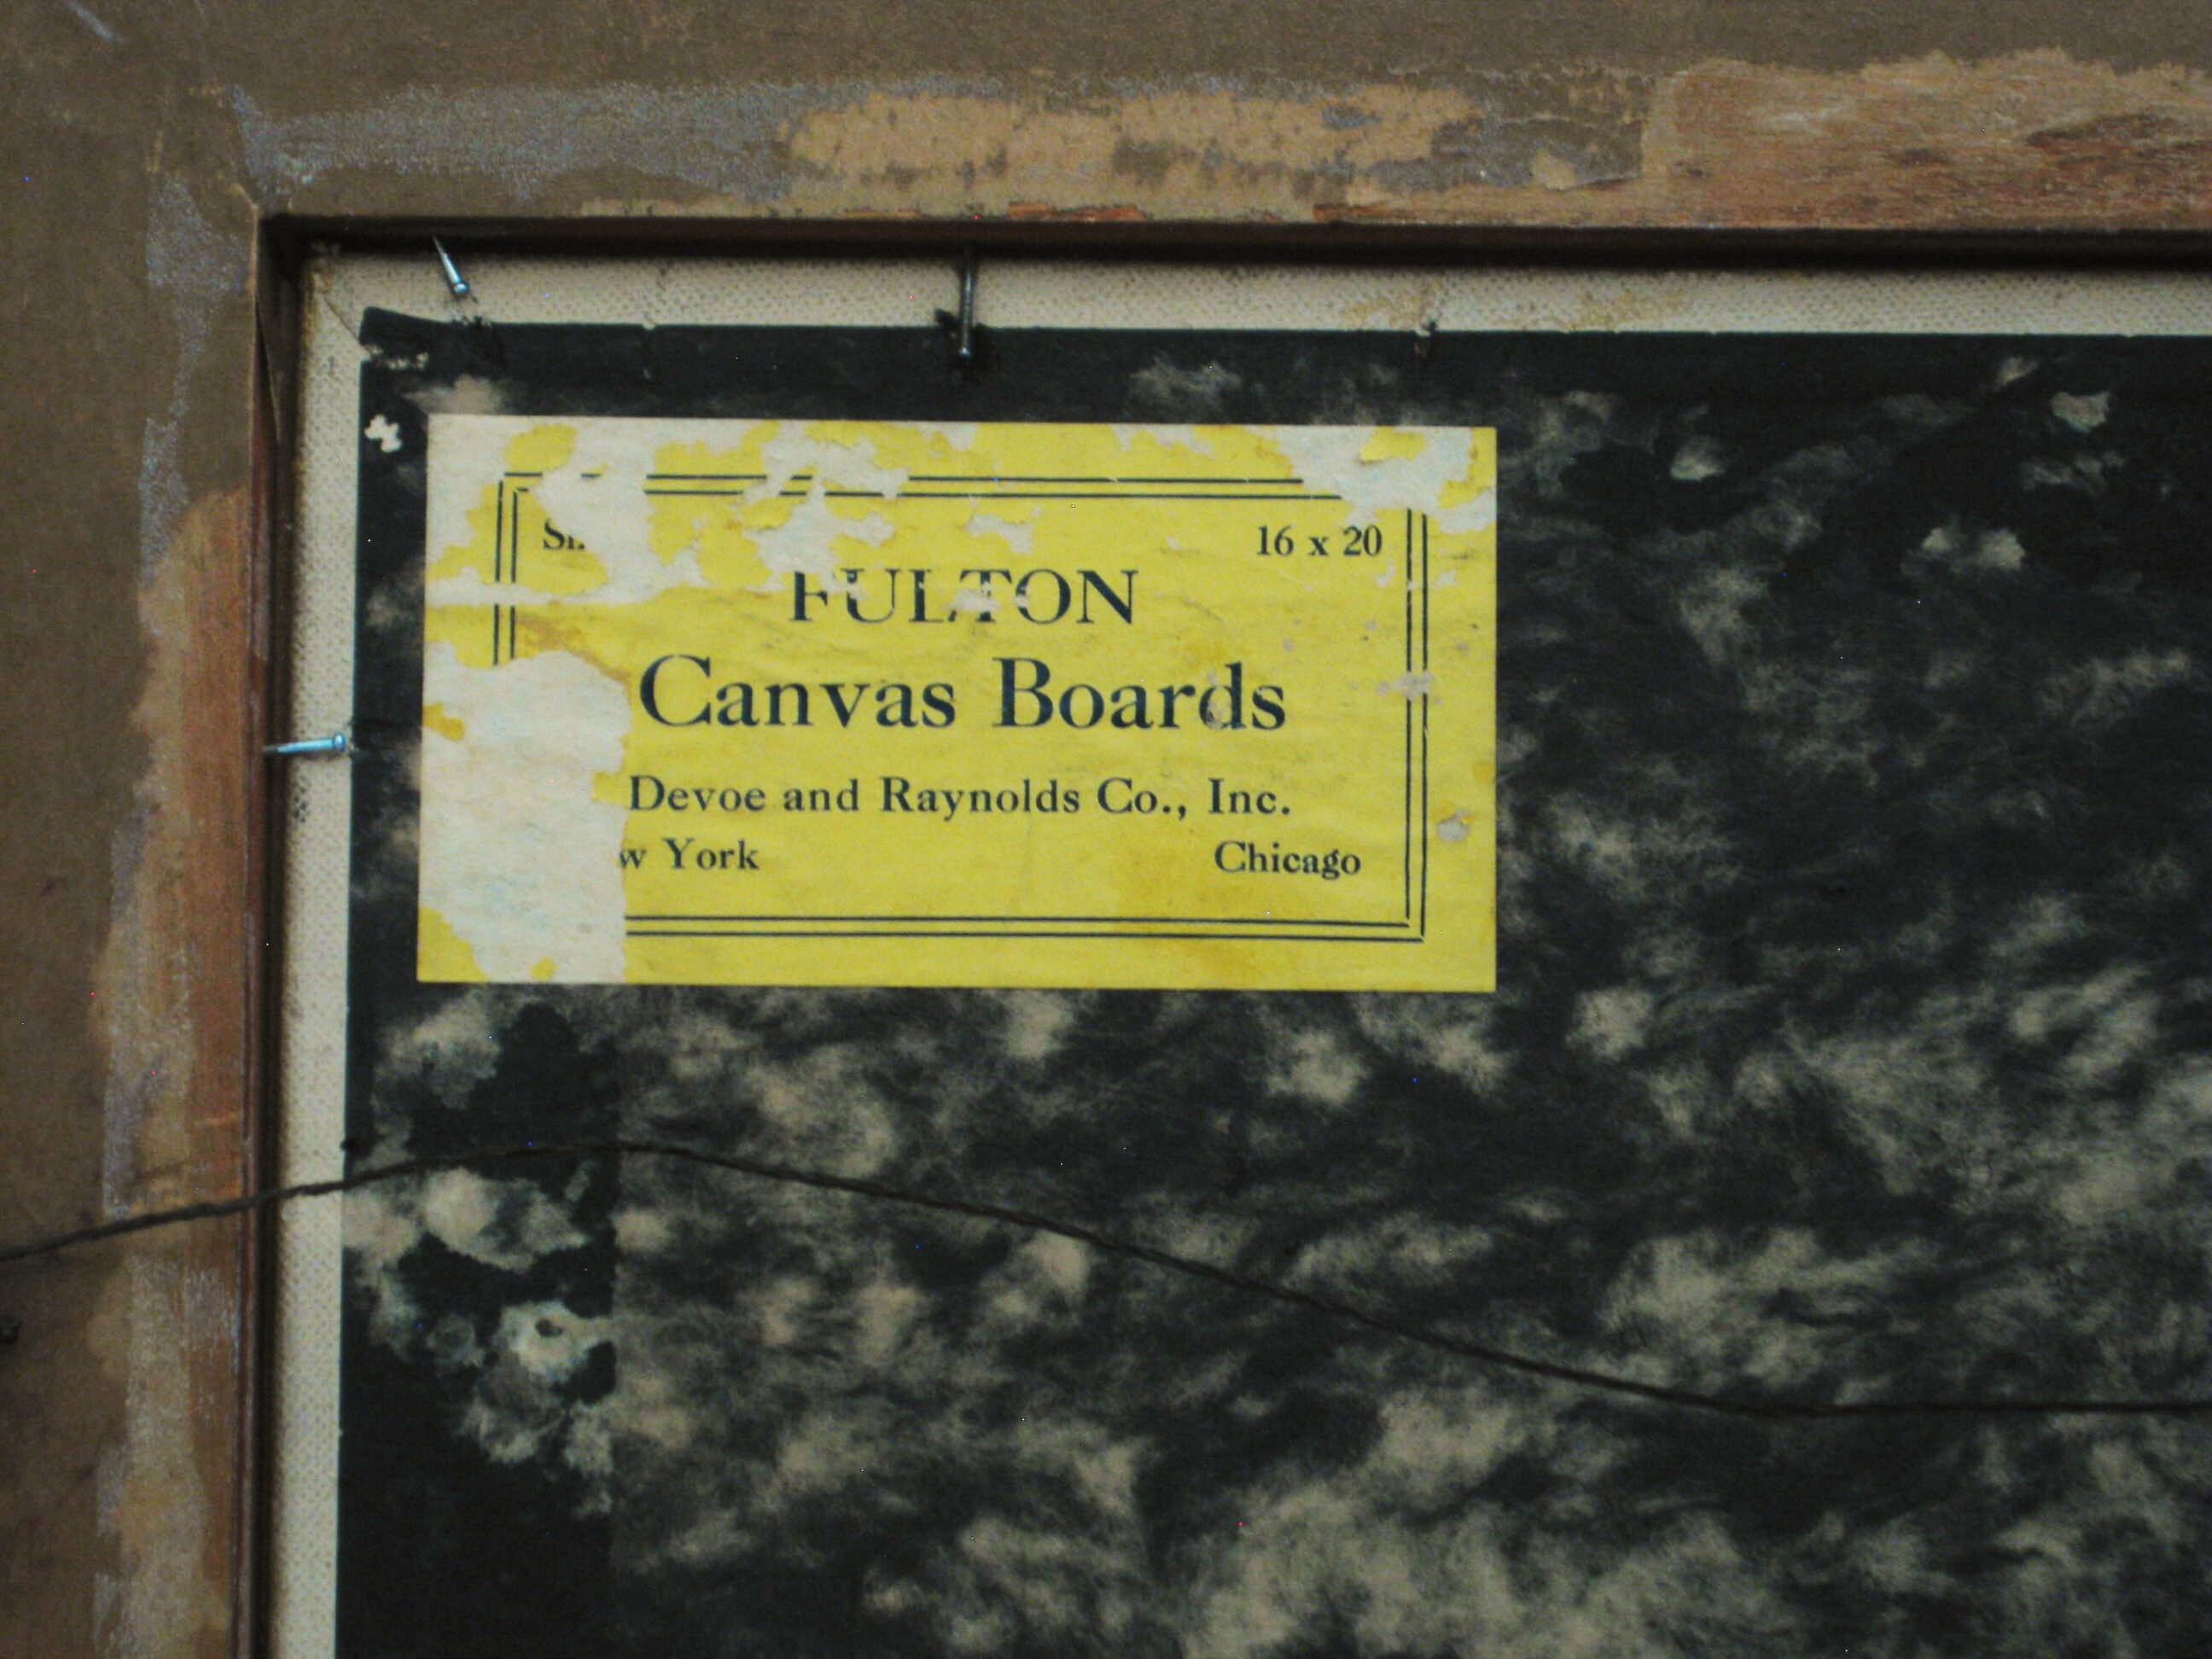 16 x 20
FULTON
Canvas Boards
Devoe and Raynolds Co., Inc.
w York Chicago